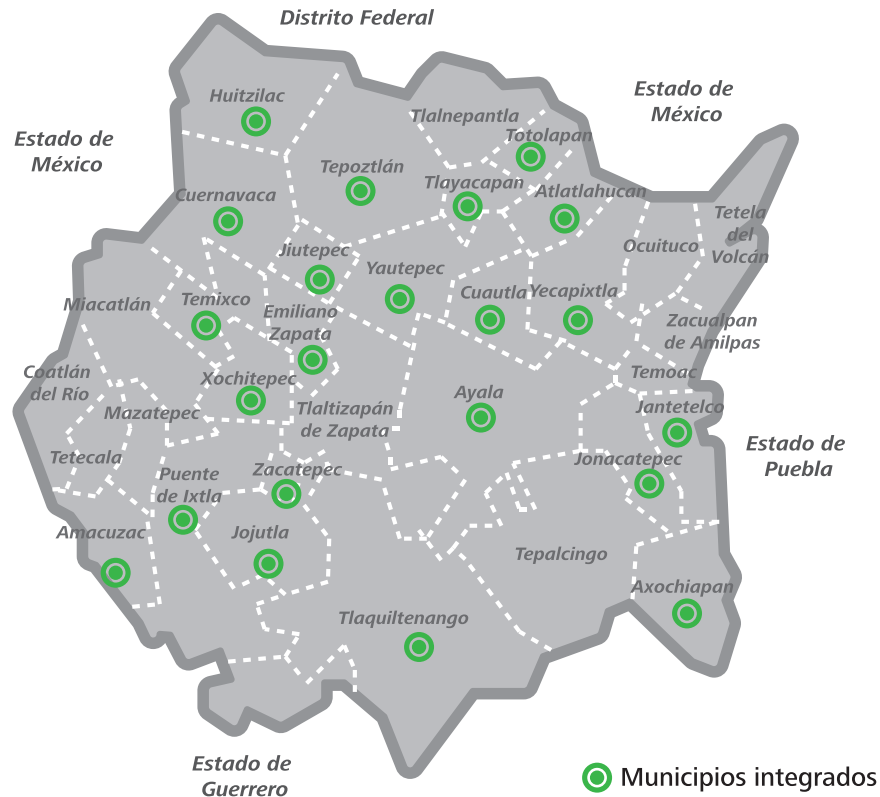 Distrito Federal
Estado de
México
Estado de
México
Huitzilac
Tlalnepantla
Totolapan
Tepoztlán
Tlayacapan
Atlatlahucan
Cuernavaca
Tetela
del
Volcán
Ocuituco
Jiutepec
Yautepec
Miacatlán
Temixco
Cuautla
Yecapixtla
Emiliano
Zapata
Zacualpan
de Amilpas
Coatlán
del Río
Xochitepec
Temoac
Mazatepec
Tlaltizapán
de Zapata
Ayala
Jantetelco
Tetecala
Puente
de Ixtla
Zacatepec
Jonacatepec
Estado de
Puebla
Amacuzac
Jojutla
Tepalcingo
Axochiapan
Tlaquiltenango
Estado de
Guerrero
Municipios integrados